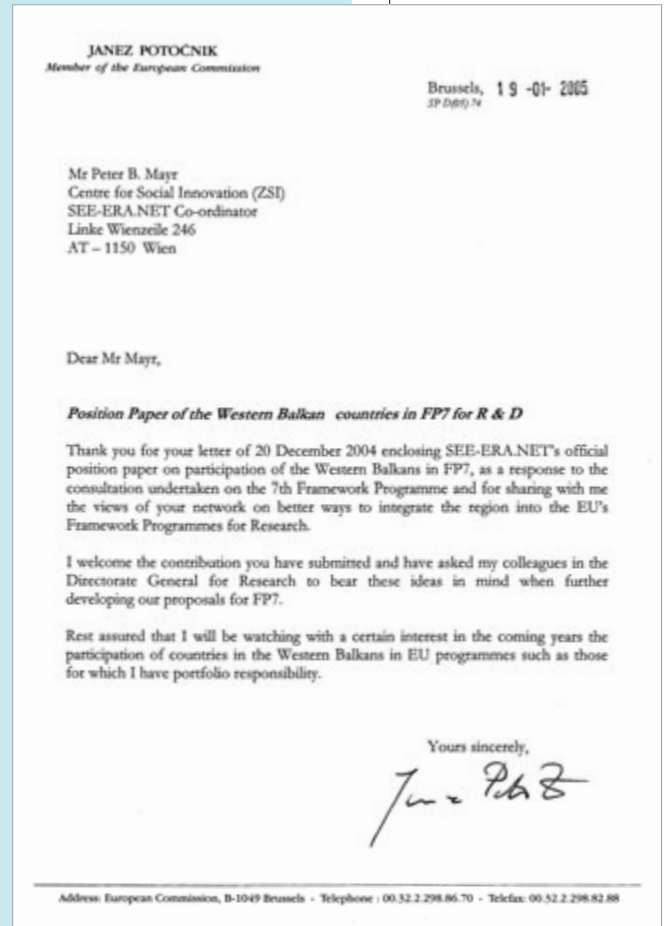 JANEZ POTOČNIK
Member of the European Commission
Brussels, 19 -01- 2005
SP D(05) 74
Mr Peter B. Mayr
Centre for Social Innovation (ZSI)
SEE-ERA.NET Co-ordinator
Linke Wienzeile 246
AT – 1150 Wien
Dear Mr Mayr,
Position Paper of the Western Balkan countries in FP7 for R & D
Thank you for your letter of 20 December 2004 enclosing SEE-ERA.NET's official
position paper on participation of the Western Balkans in FP7, as a response to the
consultation undertaken on the 7th Framework Programme and for sharing with me
the views of your network on better ways to integrate the region into the EU's
Framework Programmes for Research.
I welcome the contribution you have submitted and have asked my colleagues in the
Directorate General for Research to bear these ideas in mind when further
developing our proposals for FP7.
Rest assured that I will be watching with a certain interest in the coming years the
participation of countries in the Western Balkans in EU programmes such as those
for which I have portfolio responsibility.
Yours sincerely,
Address: European Commission, B-1049 Brussels - Telephone : 00.32.2.298.86.70 - Telefax: 00.32.2.298.82.88